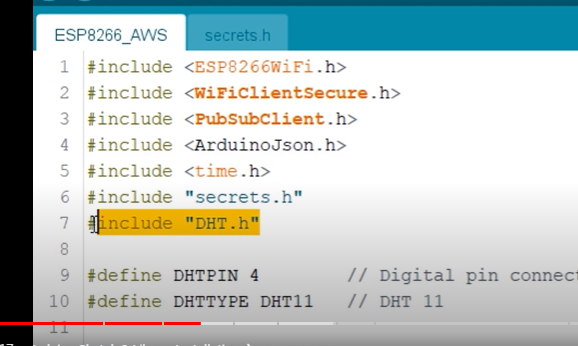 ESP8266_AWS secrets.h
1 #include <ESP8266WiFi.h>
2 #include <WiFiClientSecure.h>
3 #include <PubSubClient.h>
4 #include <ArduinoJson.h>
5 #include <time.h>
6 #include "secrets.h"
7 #include "DHT.h"
8
9 #define DHTPIN 4 // Digital pin connect
10 #define DHTTYPE DHT11 // DHT 11
11